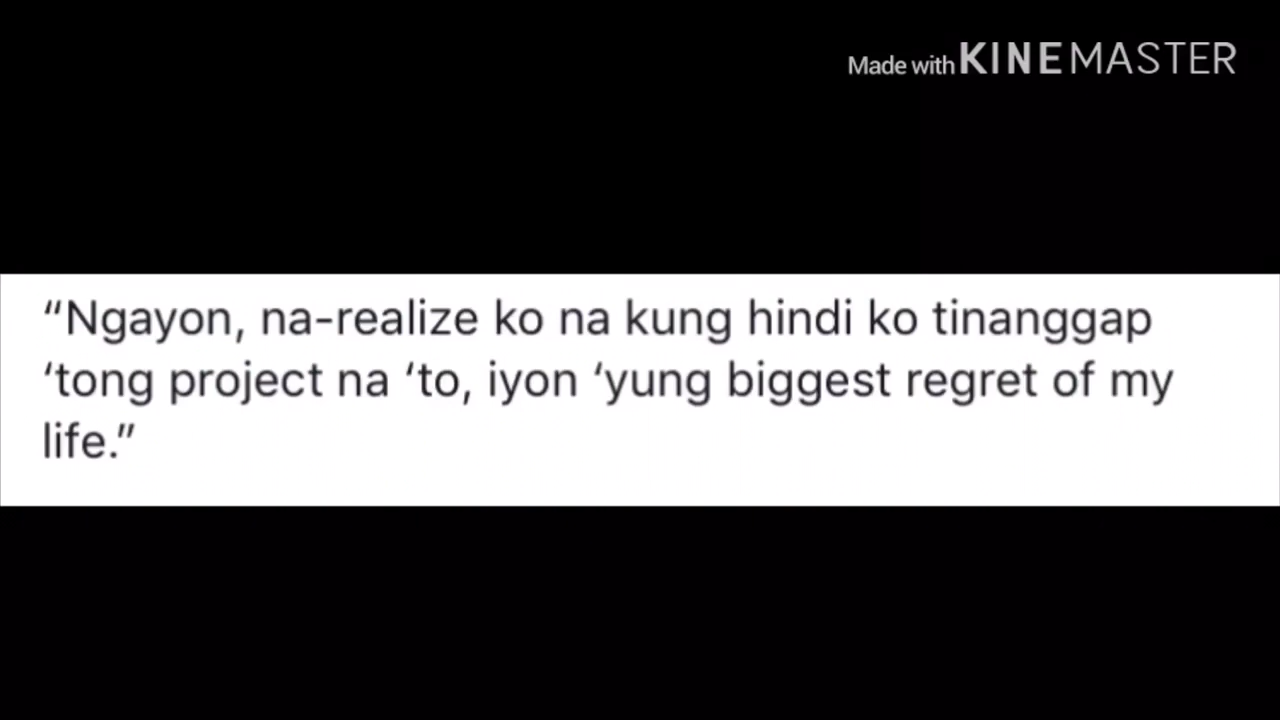 Made with KINEMASTER
“Ngayon, na-realize ko na kung hindi ko tinanggap
‘tong project na ‘to, iyon ‘yung biggest regret of my
life.”